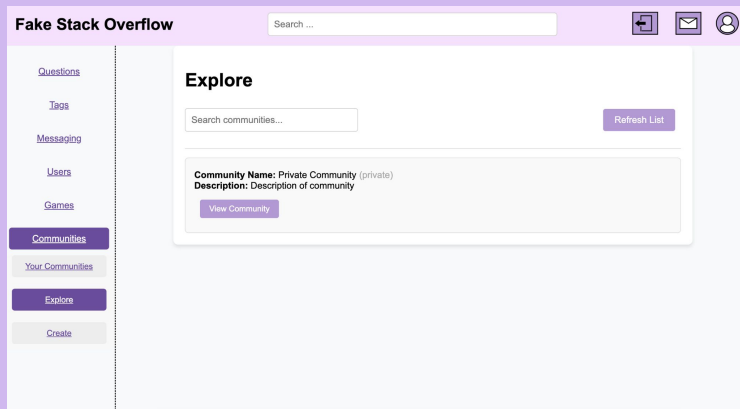 Fake Stack Overflow
Search ...
Questions
Tags
Messaging
Users
Games
Communities
Your Communities
Explore
Create
Explore
Search communities...
Refresh List
Community Name: Private Community (private)
Description: Description of community
View Community